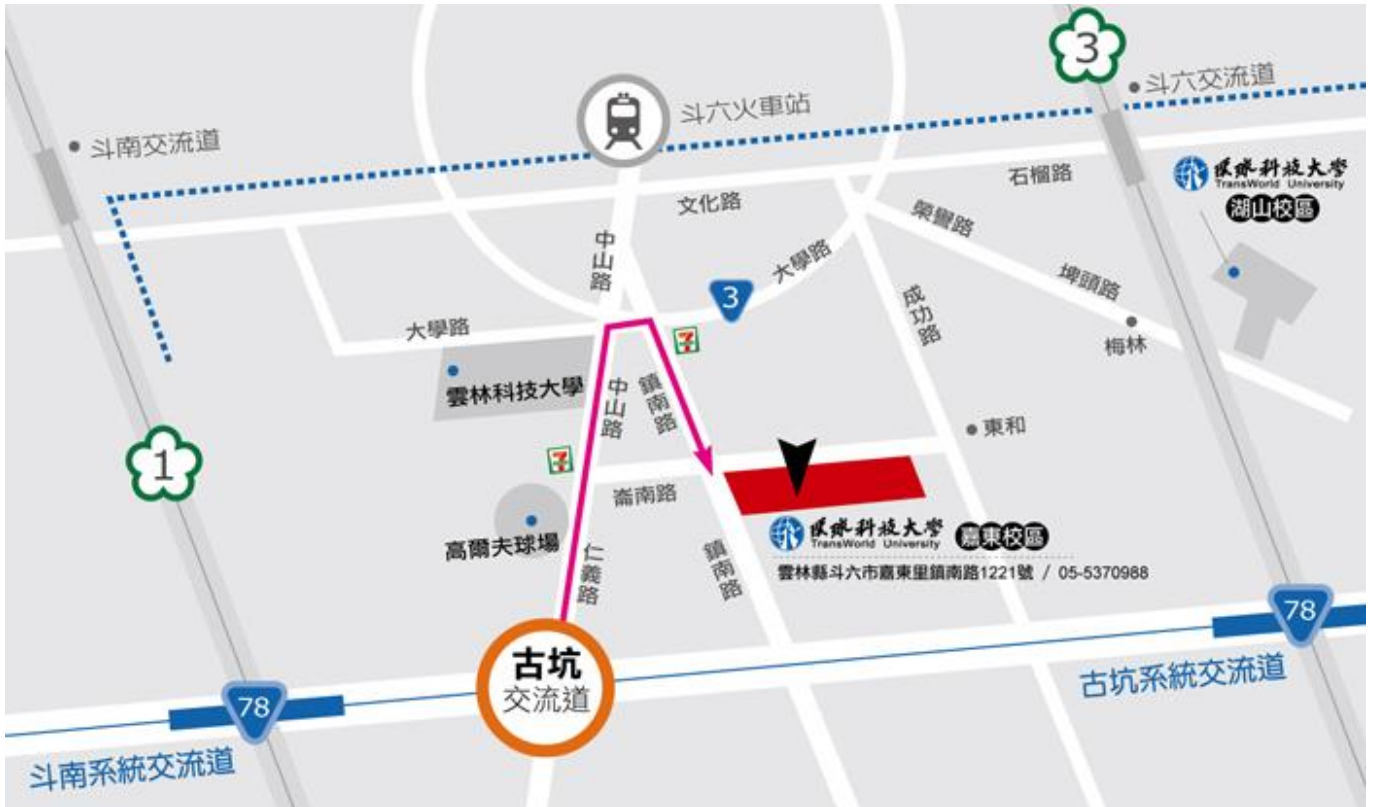 3
斗六交流道
斗六火車站
斗南交流道
環球科技大學
TransWorld University
湖山校區
石榴路
文化路
榮譽路
中山路
大學路
3
埤頭路
成功路
梅林
大學路
7
雲林科技大學
中山路
鎮南路
東和
1
7
崙南路
高爾夫球場
仁義路
鎮南路
環球科技大學
TransWorld University
嘉東校區
雲林縣斗六市嘉東里鎮南路1221號 / 05-5370988
78
古坑
交流道
古坑系統交流道
78
斗南系統交流道